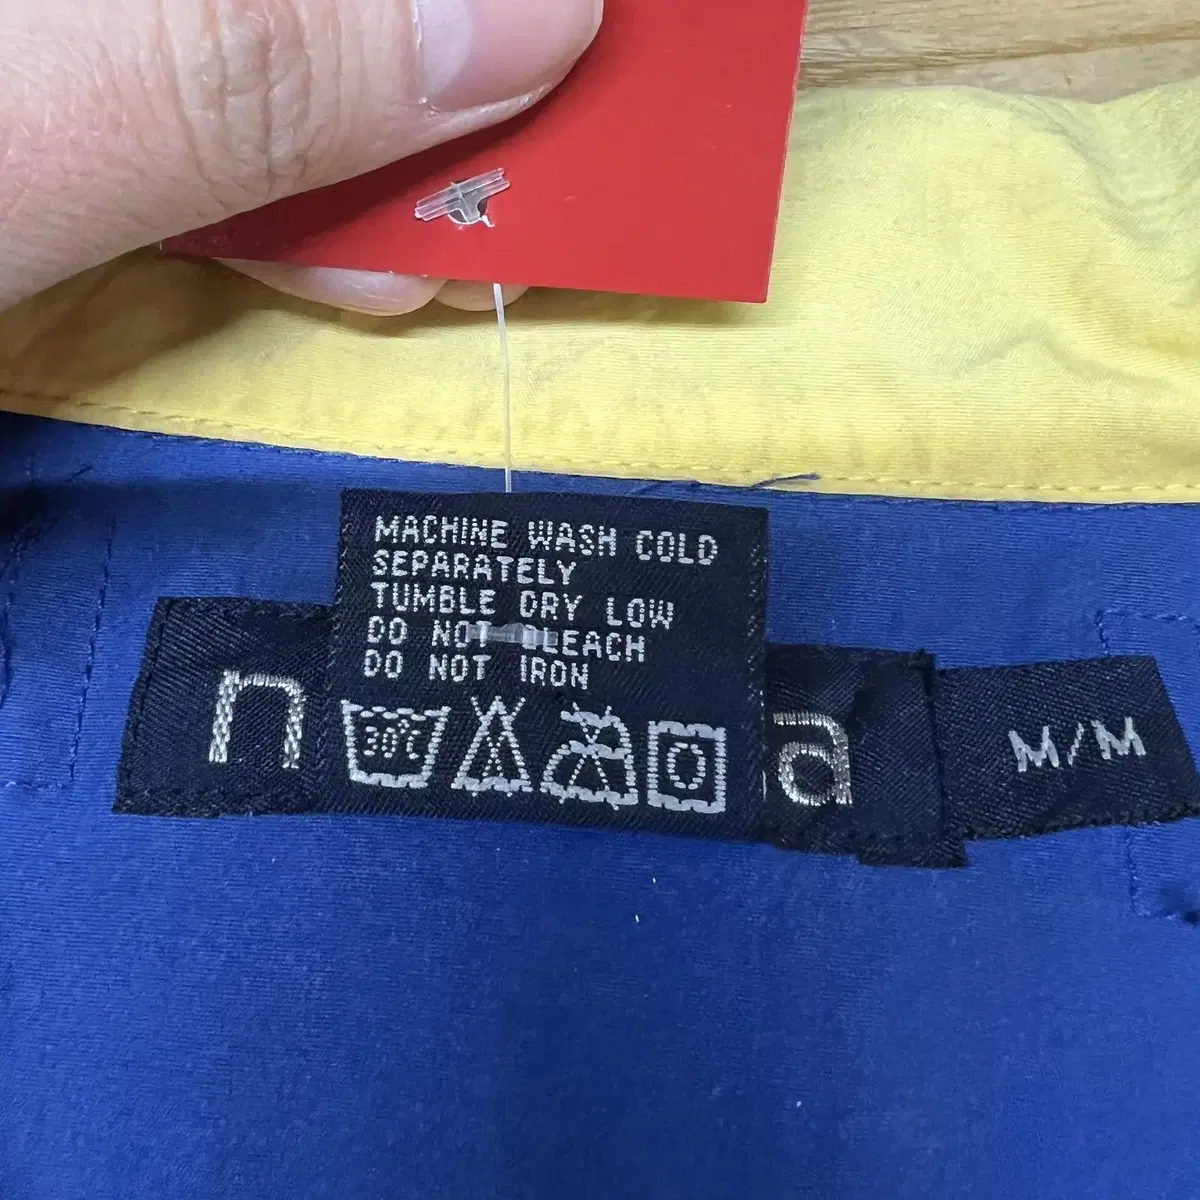 MACHINE WASH COLD
SEPARATELY
TUMBLE DRY LOW
DO NOT BLEACH
DO NOT IRON
30°C
M/M